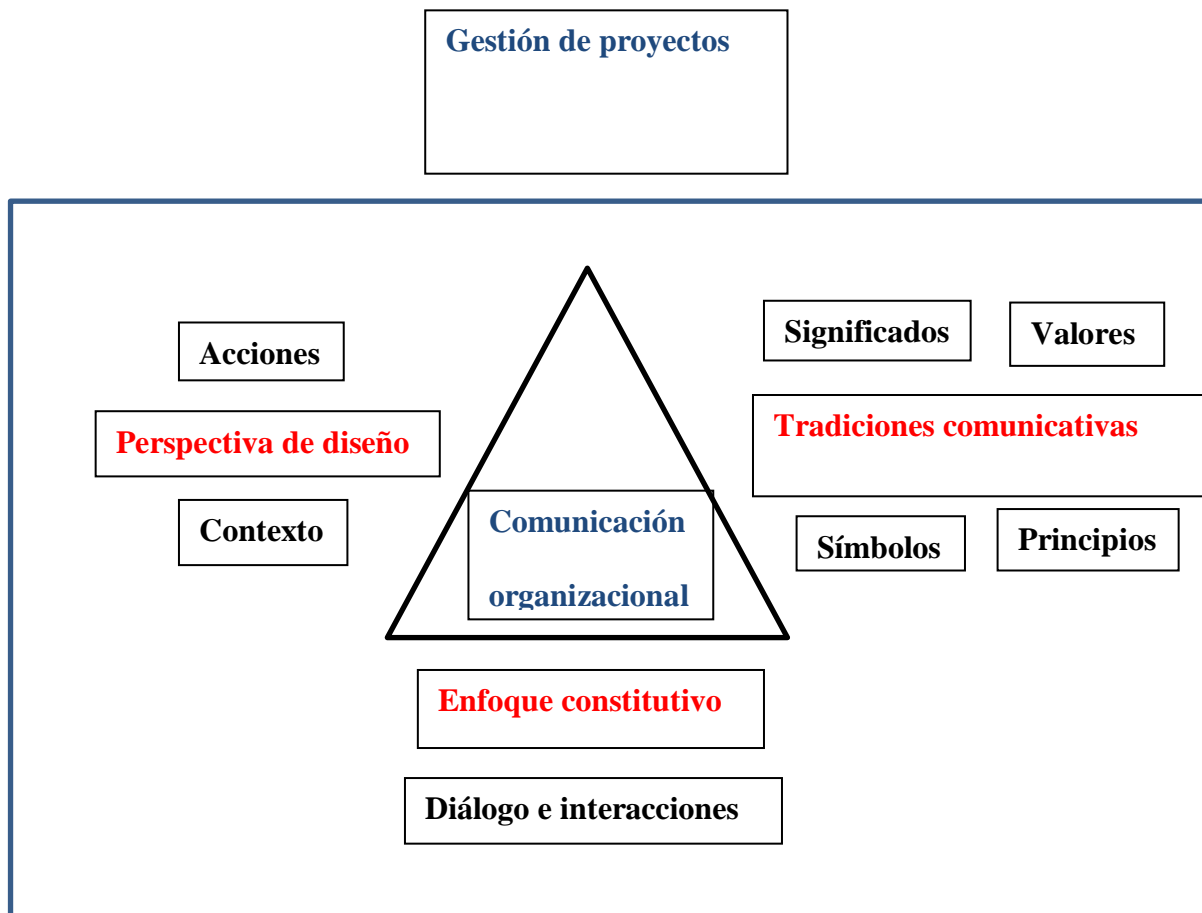 Gestión de proyectos
Significados
Valores
Acciones
Perspectiva de diseño
Tradiciones comunicativas
Contexto
Comunicación
organizacional
Símbolos
Principios
Enfoque constitutivo
Diálogo e interacciones